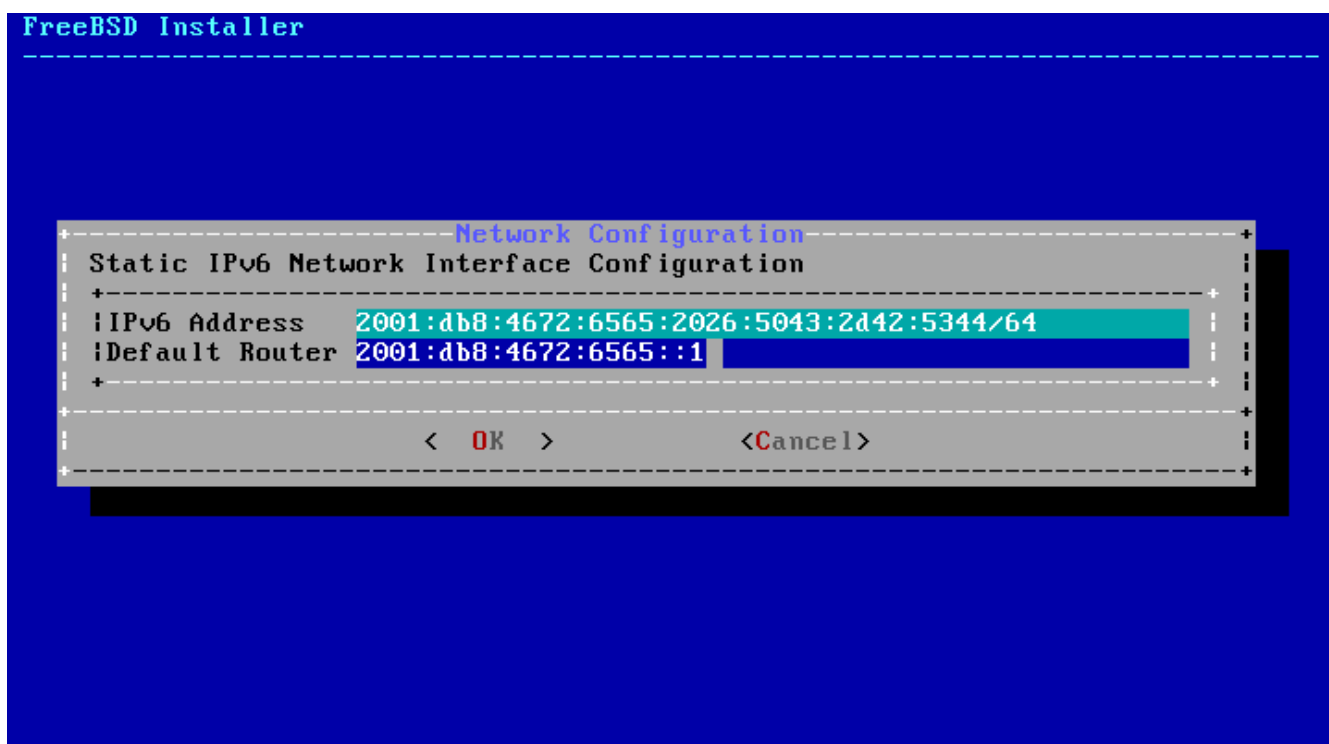 FreeBSD Installer
Network Configuration
Static IPv6 Network Interface Configuration
IPv6 Address 2001:db8:4672:6565:2026:5043:2d42:5344/64
Default Router 2001:db8:4672:6565::1
< OK > <Cancel>